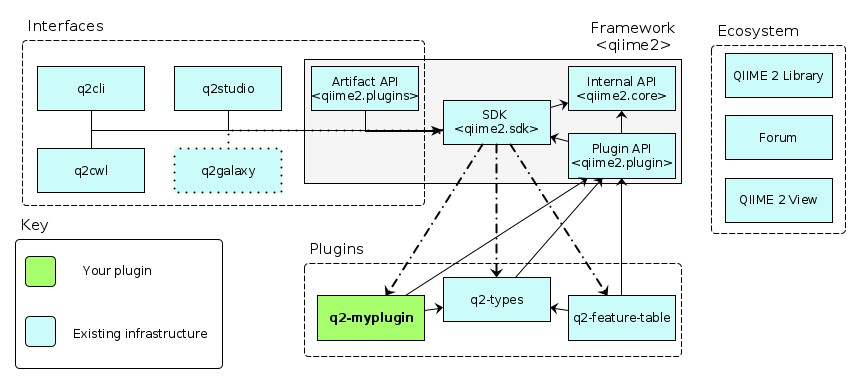 Interfaces
q2cli
q2studio
q2cwl
q2galaxy
Framework
<qiime2>
Artifact API
<qiime2.plugins>
Internal API
<qiime2.core>
SDK
<qiime2.sdk>
Plugin API
<qiime2.plugin>
Ecosystem
QIIME 2 Library
Forum
QIIME 2 View
Key
Your plugin
Existing infrastructure
Plugins
q2-myplugin
q2-types
q2-feature-table